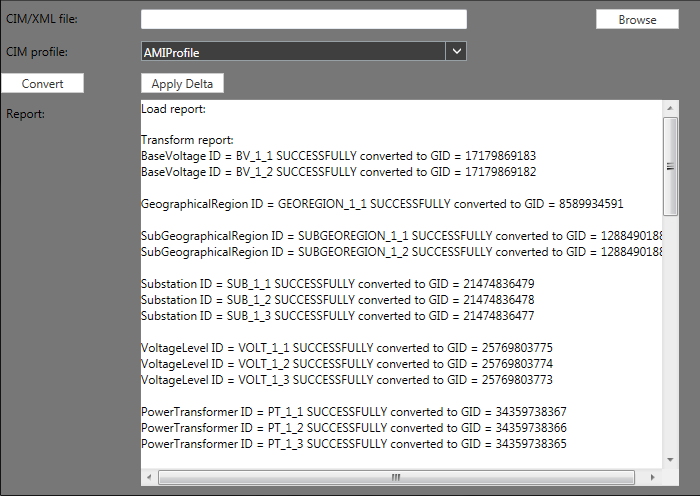 CIM/XML file:
Browse
CIM profile:
AMIProfile
Convert
Apply Delta
Report:
Load report:
Transform report:
BaseVoltage ID = BV_1_1 SUCCESSFULLY converted to GID = 17179869183
BaseVoltage ID = BV_1_2 SUCCESSFULLY converted to GID = 17179869182
GeographicalRegion ID = GEOREGION_1_1 SUCCESSFULLY converted to GID = 8589934591
SubGeographicalRegion ID = SUBGEOREGION_1_1 SUCCESSFULLY converted to GID = 1288490188
SubGeographicalRegion ID = SUBGEOREGION_1_2 SUCCESSFULLY converted to GID = 1288490188
Substation ID = SUB_1_1 SUCCESSFULLY converted to GID = 21474836479
Substation ID = SUB_1_2 SUCCESSFULLY converted to GID = 21474836478
Substation ID = SUB_1_3 SUCCESSFULLY converted to GID = 21474836477
VoltageLevel ID = VOLT_1_1 SUCCESSFULLY converted to GID = 25769803775
VoltageLevel ID = VOLT_1_2 SUCCESSFULLY converted to GID = 25769803774
VoltageLevel ID = VOLT_1_3 SUCCESSFULLY converted to GID = 25769803773
PowerTransformer ID = PT_1_1 SUCCESSFULLY converted to GID = 34359738367
PowerTransformer ID = PT_1_2 SUCCESSFULLY converted to GID = 34359738366
PowerTransformer ID = PT_1_3 SUCCESSFULLY converted to GID = 34359738365